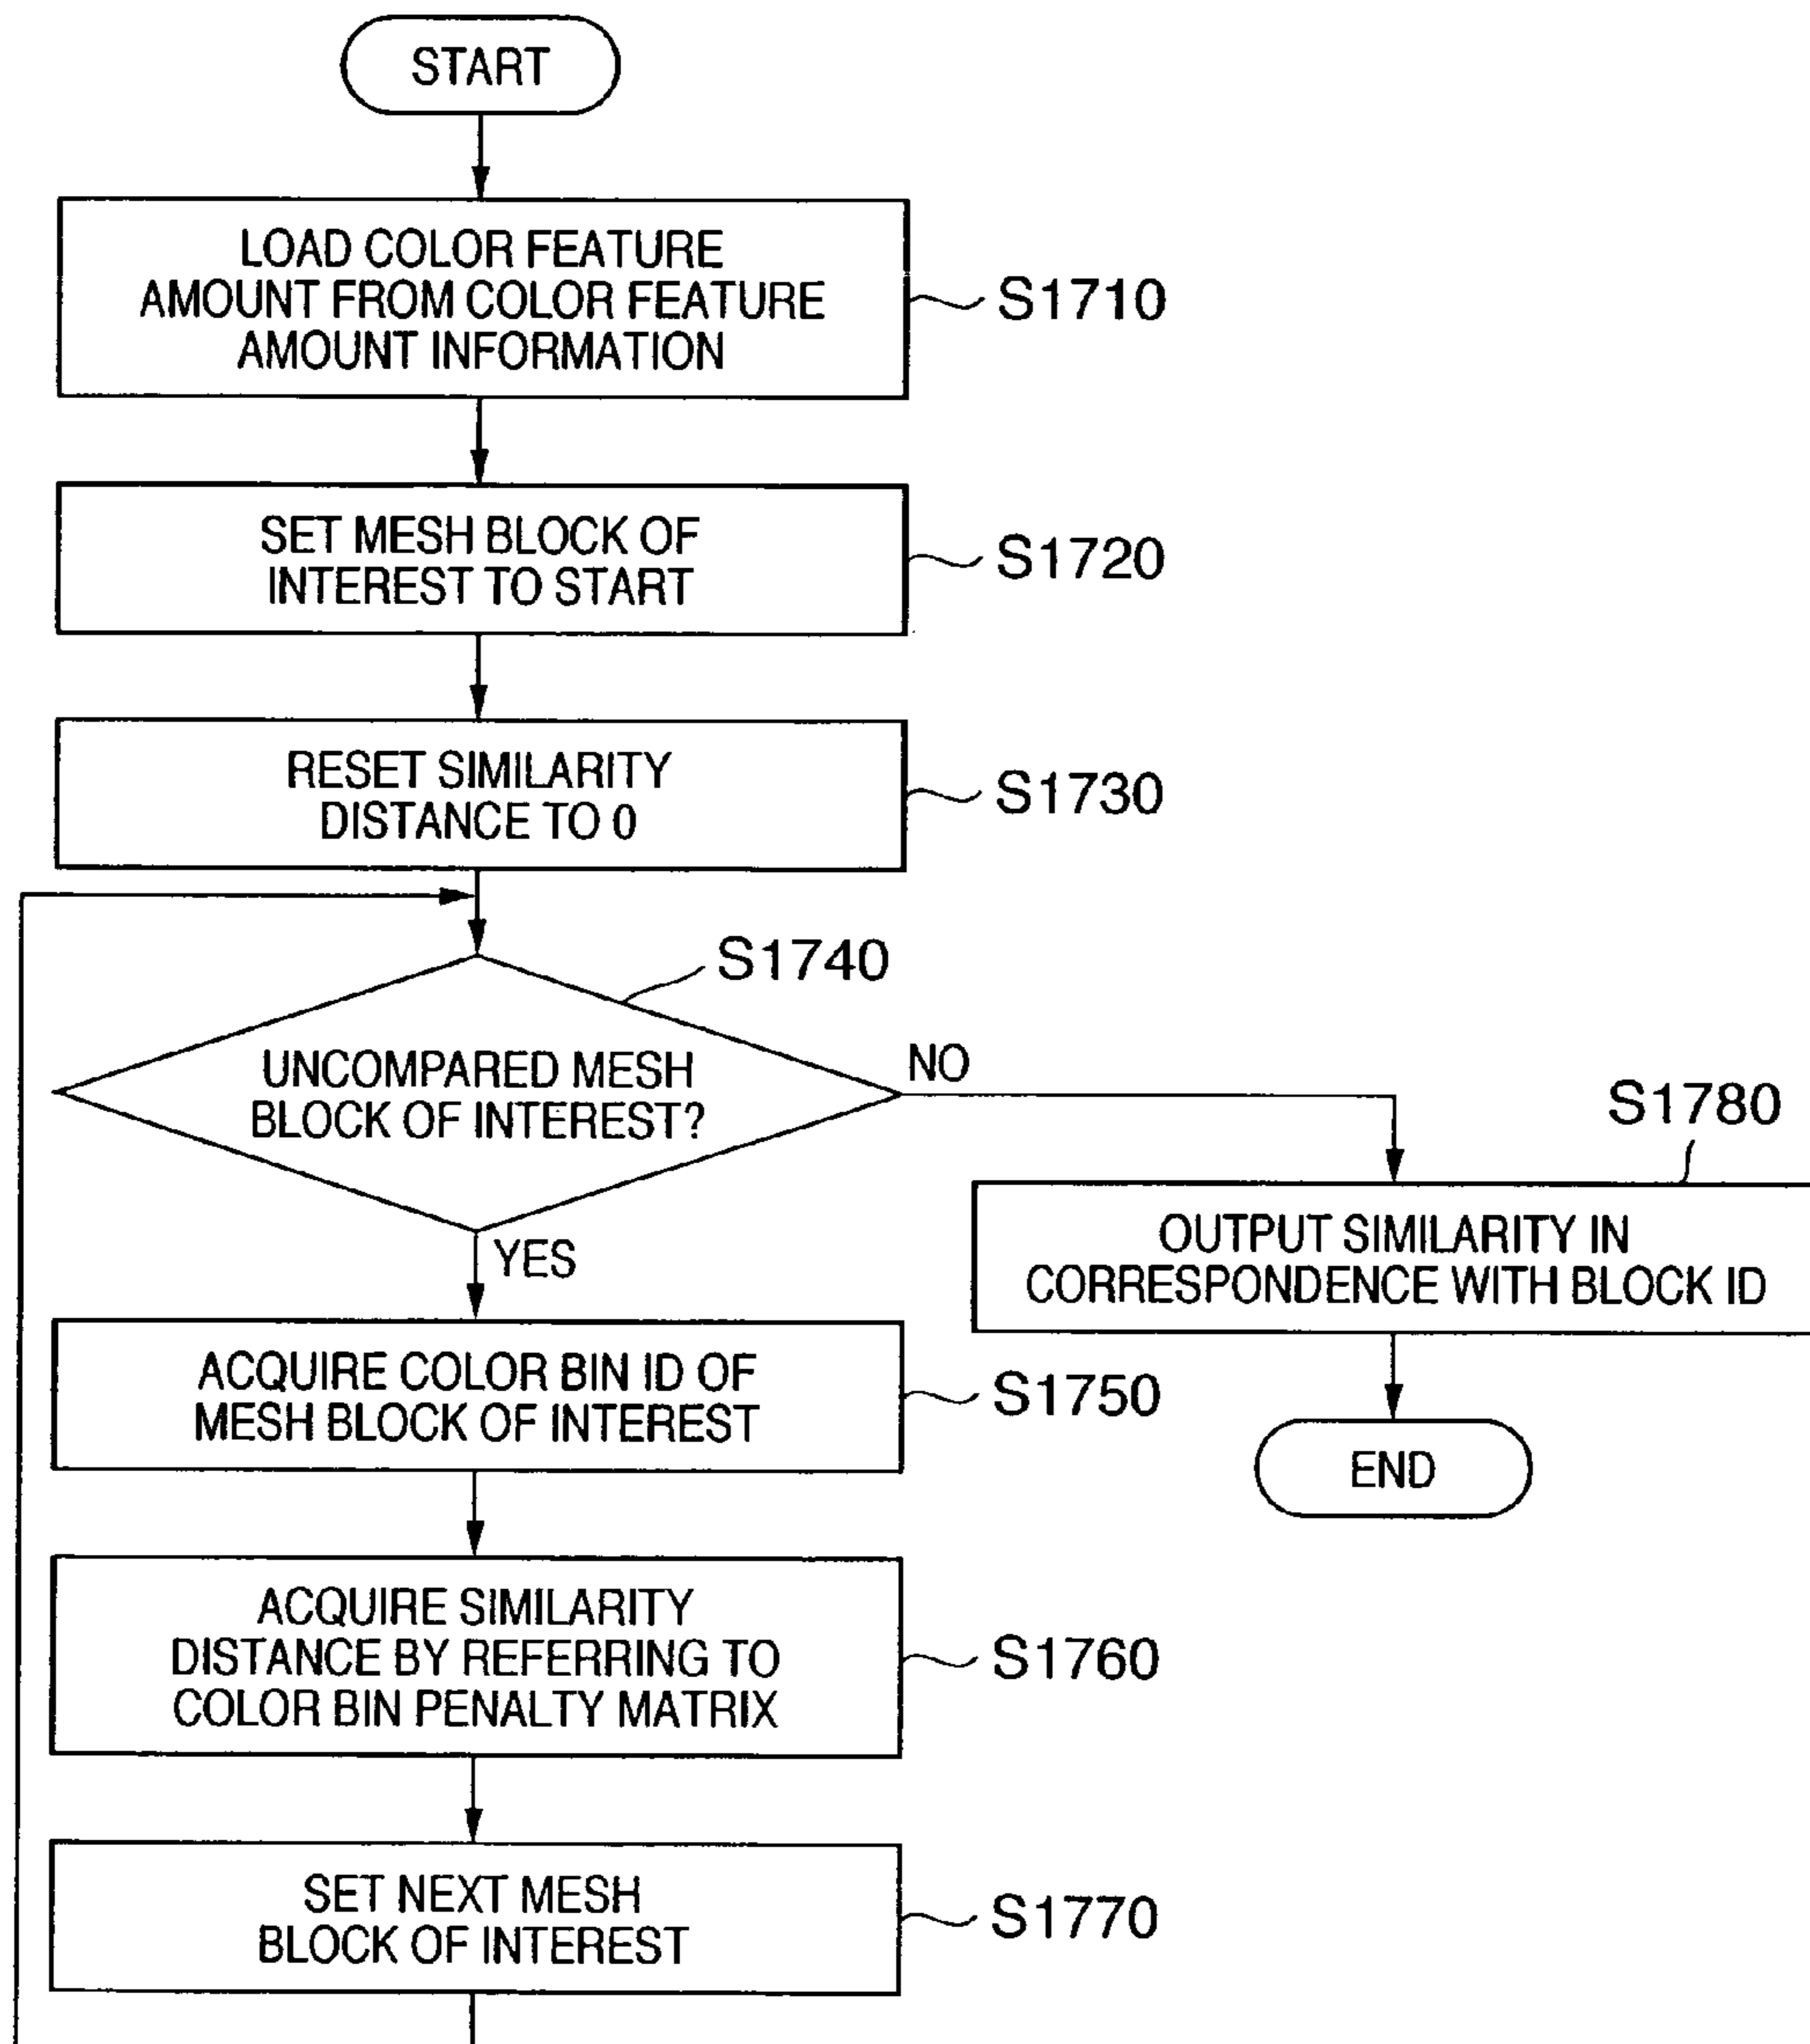 START
LOAD COLOR FEATURE
AMOUNT FROM COLOR FEATURE
AMOUNT INFORMATION
S1710
SET MESH BLOCK OF
INTEREST TO START
S1720
RESET SIMILARITY
DISTANCE TO 0
S1730
S1740
UNCOMPARED MESH
BLOCK OF INTEREST?
NO
YES
S1780
OUTPUT SIMILARITY IN
CORRESPONDENCE WITH BLOCK ID
END
ACQUIRE COLOR BIN ID OF
MESH BLOCK OF INTEREST
S1750
ACQUIRE SIMILARITY
DISTANCE BY REFERRING TO
COLOR BIN PENALTY MATRIX
S1760
SET NEXT MESH
BLOCK OF INTEREST
S1770